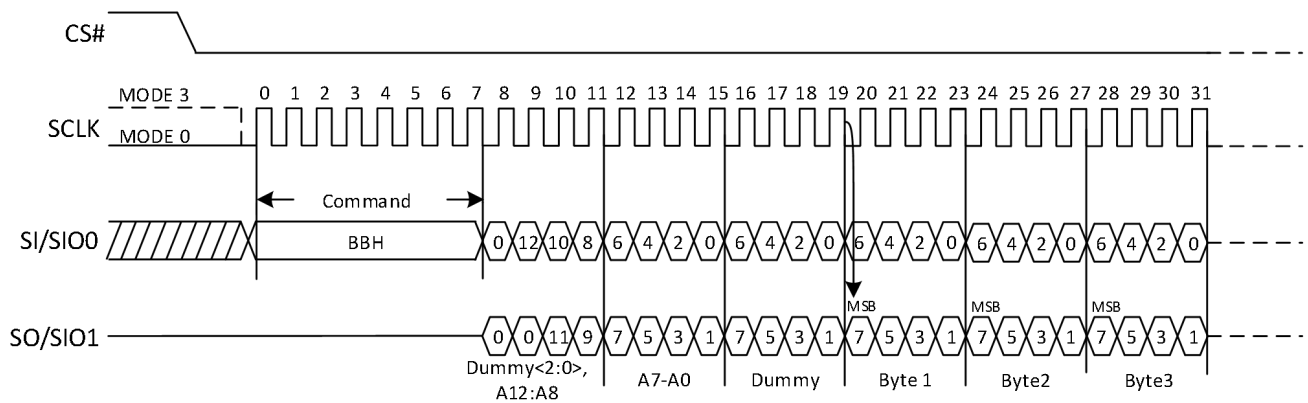 CS#
MODE 3
0 1 2 3 4 5 6 7 8 9 10 11 12 13 14 15 16 17 18 19 20 21 22 23 24 25 26 27 28 29 30 31
SCLK
MODE 0
Command
SI/SIO0
BBH
0 12 10 8 6 4 2 0 6 4 2 0 6 4 2 0 6 4 2 0 6 4 2 0
MSB MSB MSB
SO/SIO1
0 0 11 9 7 5 3 1 7 5 3 1 7 5 3 1 7 5 3 1 7 5 3 1
Dummy<2:0>,
A12:A8
A7-A0
Dummy
Byte 1
Byte2
Byte3